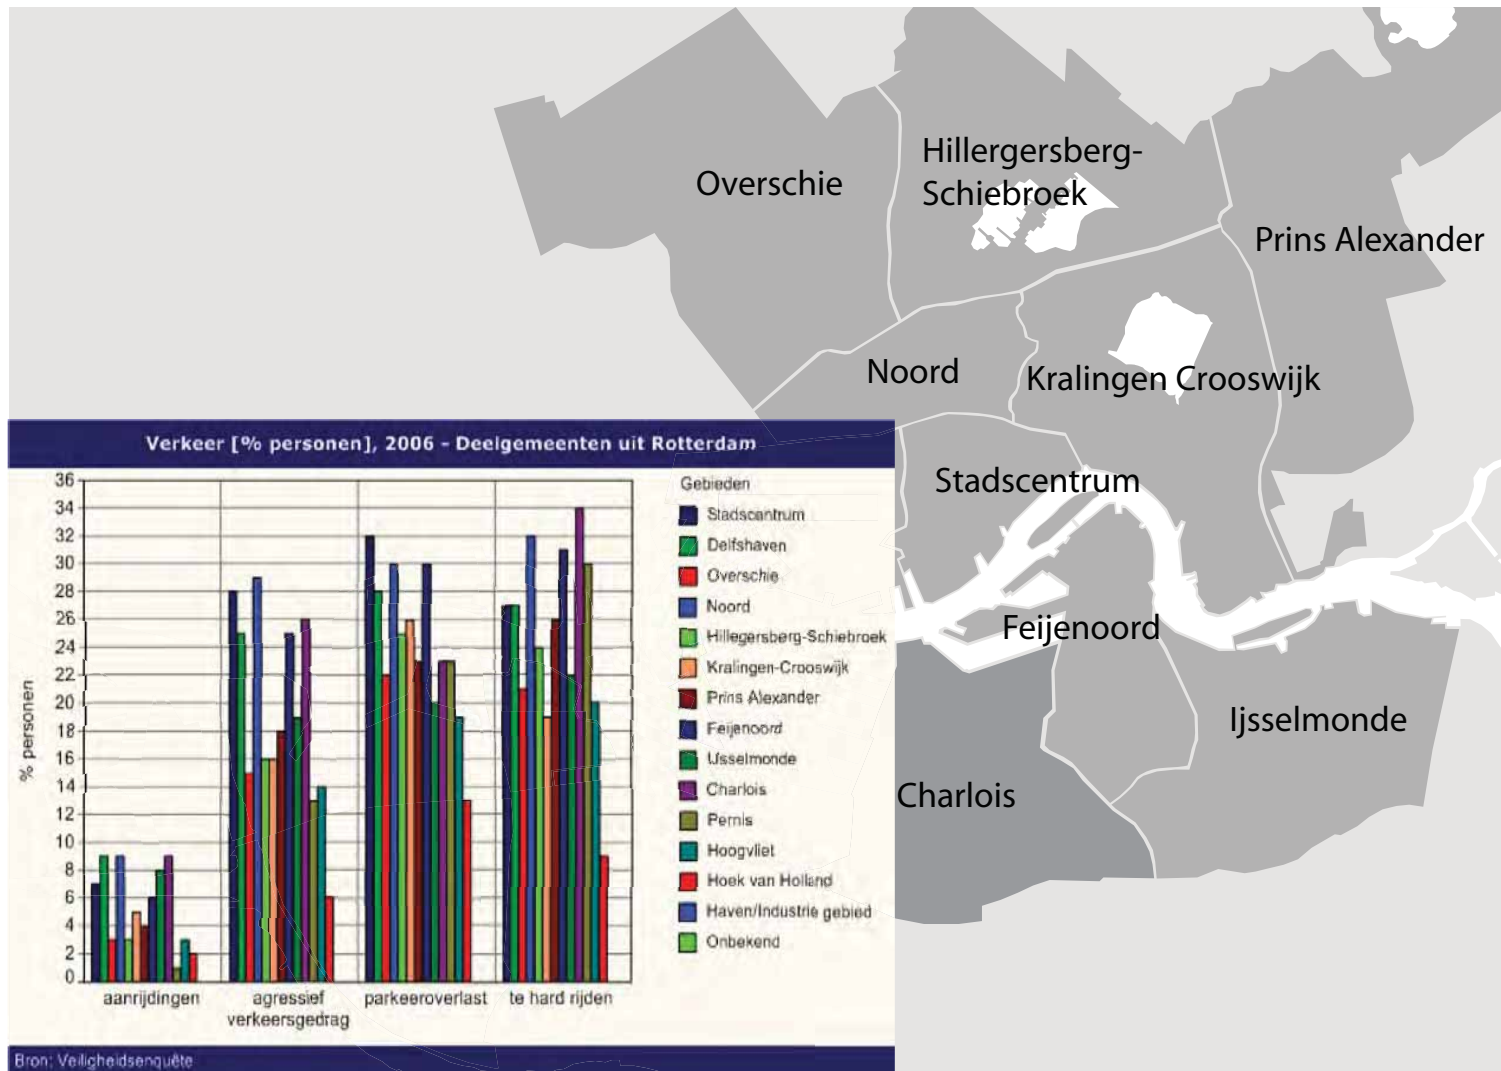 Overschie
Hillergersberg-
Schiebroek
Prins Alexander
Noord
Kralingen Crooswijk
Stadscentrum
Feijenoord
Ijsselmonde
Charlois
Verkeer [% personen], 2006 - Deelgemeenten uit Rotterdam
% personen
36
34
32
30
28
26
24
22
20
18
16
14
12
10
8
6
4
2
0
aanrijdingen
agressief
verkeersgedrag
parkeeroverlast
te hard rijden
Gebieden
Stadscentrum
Delfshaven
Overschie
Noord
Hillegersberg-Schiebroek
Kralingen-Crooswijk
Prins Alexander
Feijenoord
IJsselmonde
Charlois
Pernis
Hoogvliet
Hoek van Holland
Haven/Industrie gebied
Onbekend
Bron: Veiligheidsenquête